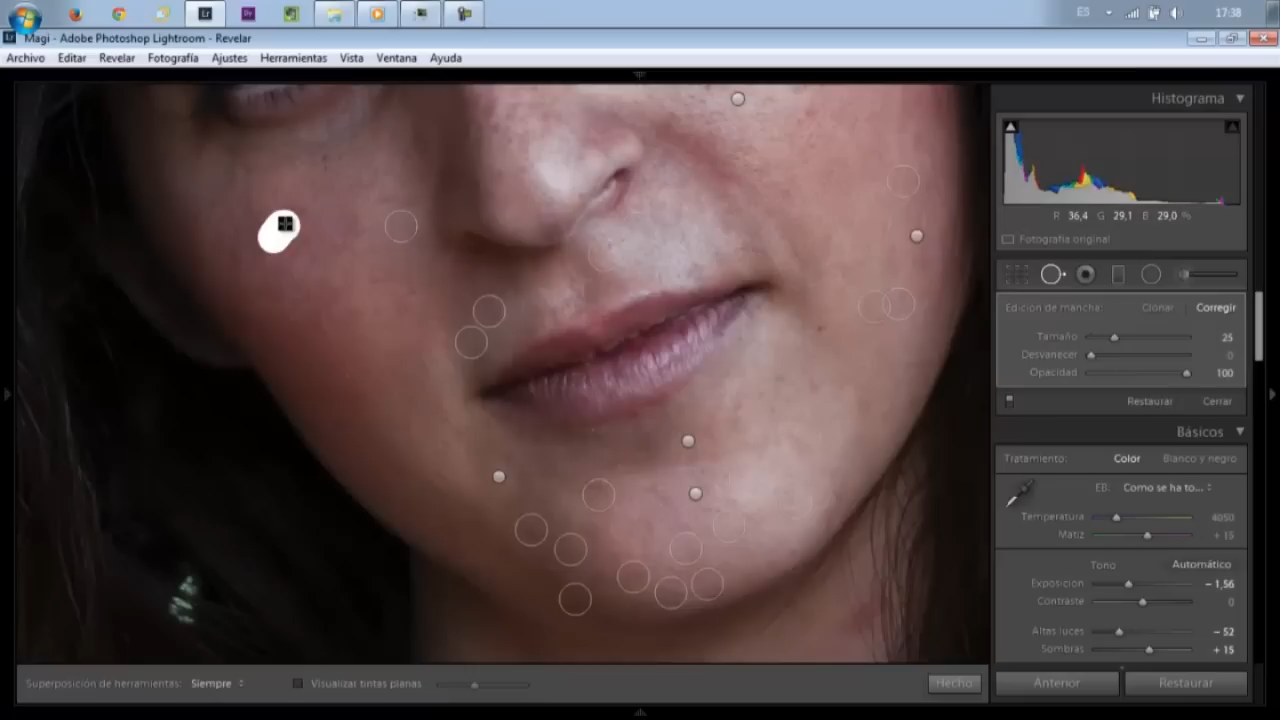 ES 17:38
Magi - Adobe Photoshop Lightroom - Revelar
Archivo Editar Revelar Fotografía Ajustes Herramientas Vista Ventana Ayuda
Histograma
R 36,4 G 29,1 B 29,0 %
Fotografía original
Edición de mancha: Clonar Corregir
Tamaño 25
Desvanecer 0
Opacidad 100
Restaurar Cerrar
Básicos
Tratamiento: Color Blanco y negro
EB: Como se ha to...
Temperatura 4050
Matiz + 15
Tono Automático
Exposición - 1,56
Contraste 0
Altas luces - 52
Sombras + 15
Superposición de herramientas: Siempre Visualizar tintas planas Hecho Anterior Restaurar